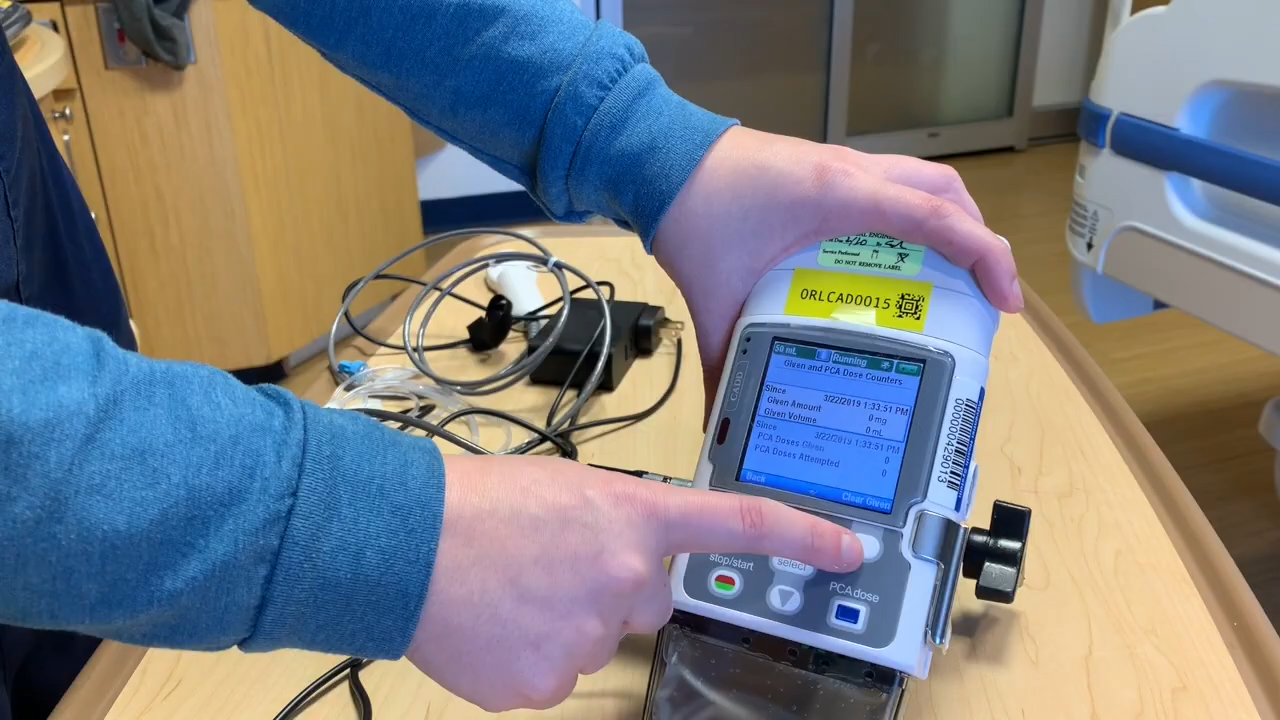 DO NOT REMOVE LABEL
0RLCAD0015
CADD
50 mL Running
Given and PCA Dose Counters
Since
3/22/2019 1:33:51 PM
Given Amount 0 mg
Given Volume 0 mL
Since
3/22/2019 1:33:51 PM
PCA Doses Given 0
PCA Doses Attempted 0
Back Clear Given
0000000429013
stop/start
select
PCA dose